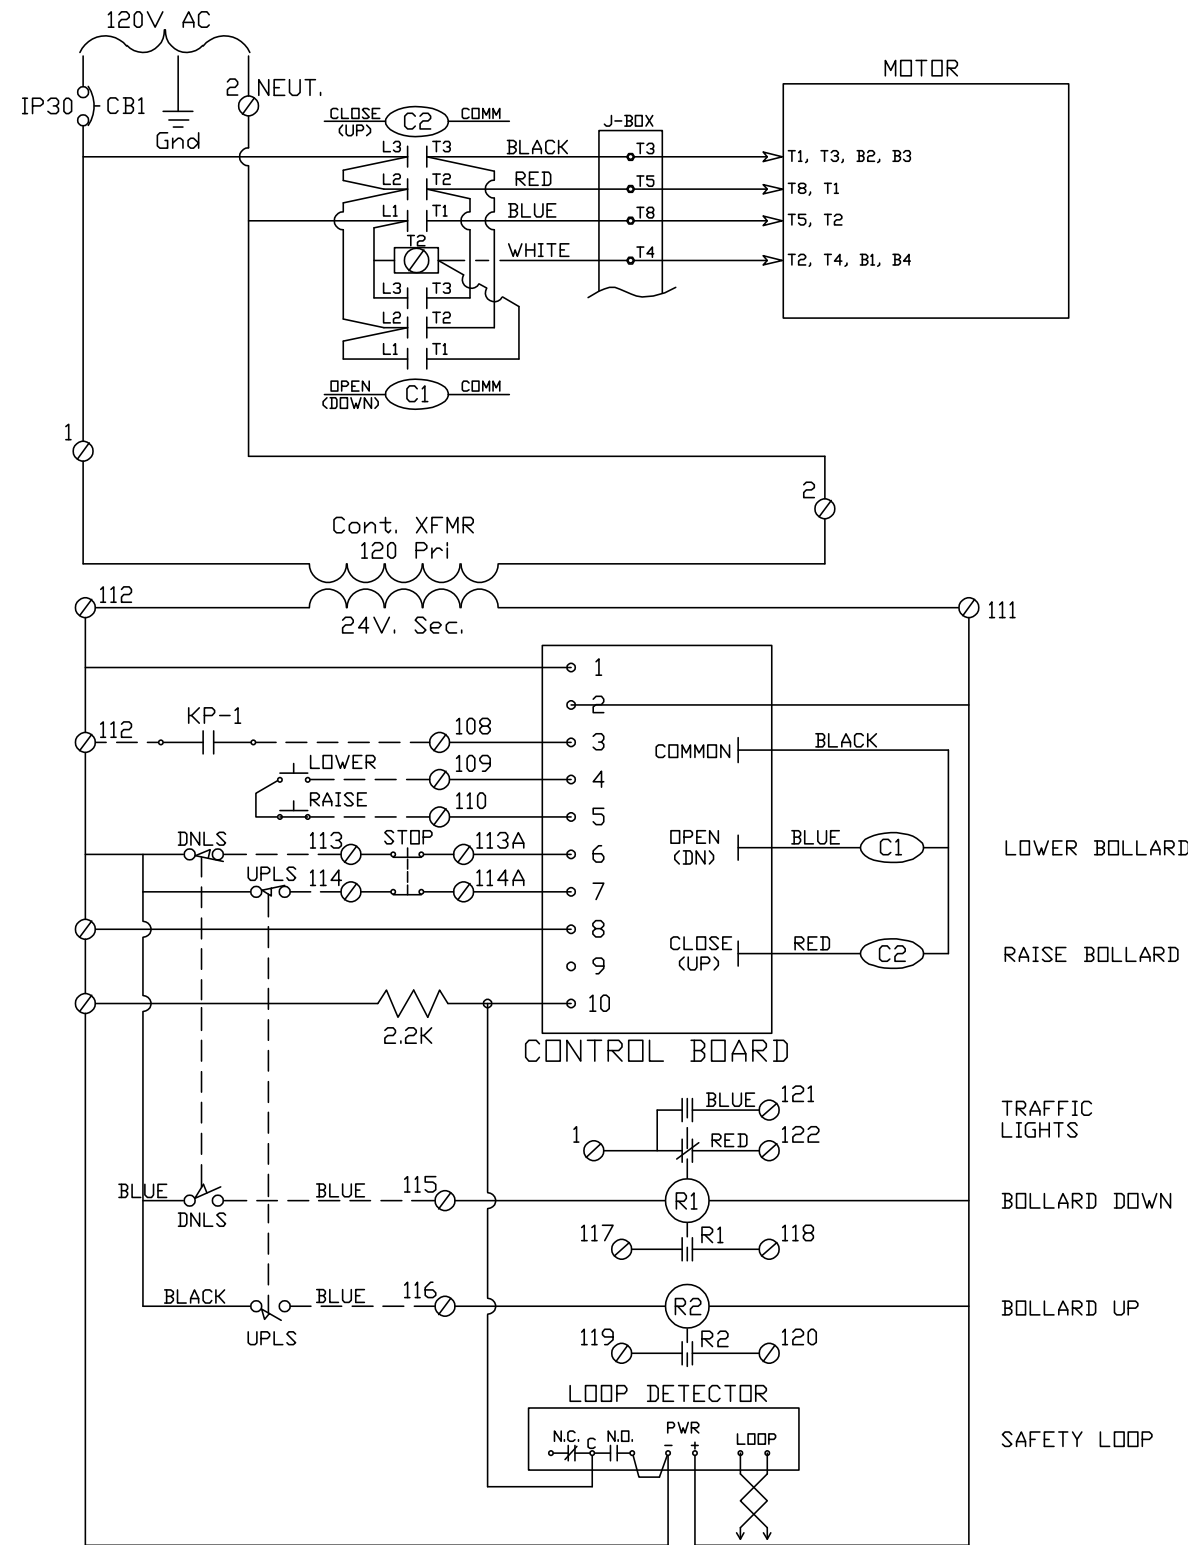 120V AC
IP30 CB1
Gnd
2 NEUT.
CLOSE
(UP)
C2
COMM
L3 T3
BLACK
L2 T2
RED
L1 T1
BLUE
T2
WHITE
L3 T3
L2 T2
L1 T1
OPEN
(DOWN)
C1
COMM
J-BOX
T3
T5
T8
T4
MOTOR
T1, T3, B2, B3
T8, T1
T5, T2
T2, T4, B1, B4
1
2
Cont. XFMR
120 Pri
24V. Sec.
112
111
1
2
112
KP-1
108
3
LOWER
109
4
RAISE
110
5
DNLS
113
STOP
113A
6
UPLS
114
114A
7
8
9
10
2.2K
COMMON
BLACK
OPEN
(DN)
BLUE
C1
LOWER BOLLARD
CLOSE
(UP)
RED
C2
RAISE BOLLARD
CONTROL BOARD
BLUE
121
1
RED
122
TRAFFIC
LIGHTS
BLUE
DNLS
BLUE
115
R1
BOLLARD DOWN
117
R1
118
BLACK
UPLS
BLUE
116
R2
BOLLARD UP
119
R2
120
LOOP DETECTOR
N.C.
C
N.O.
PWR
- +
LOOP
SAFETY LOOP